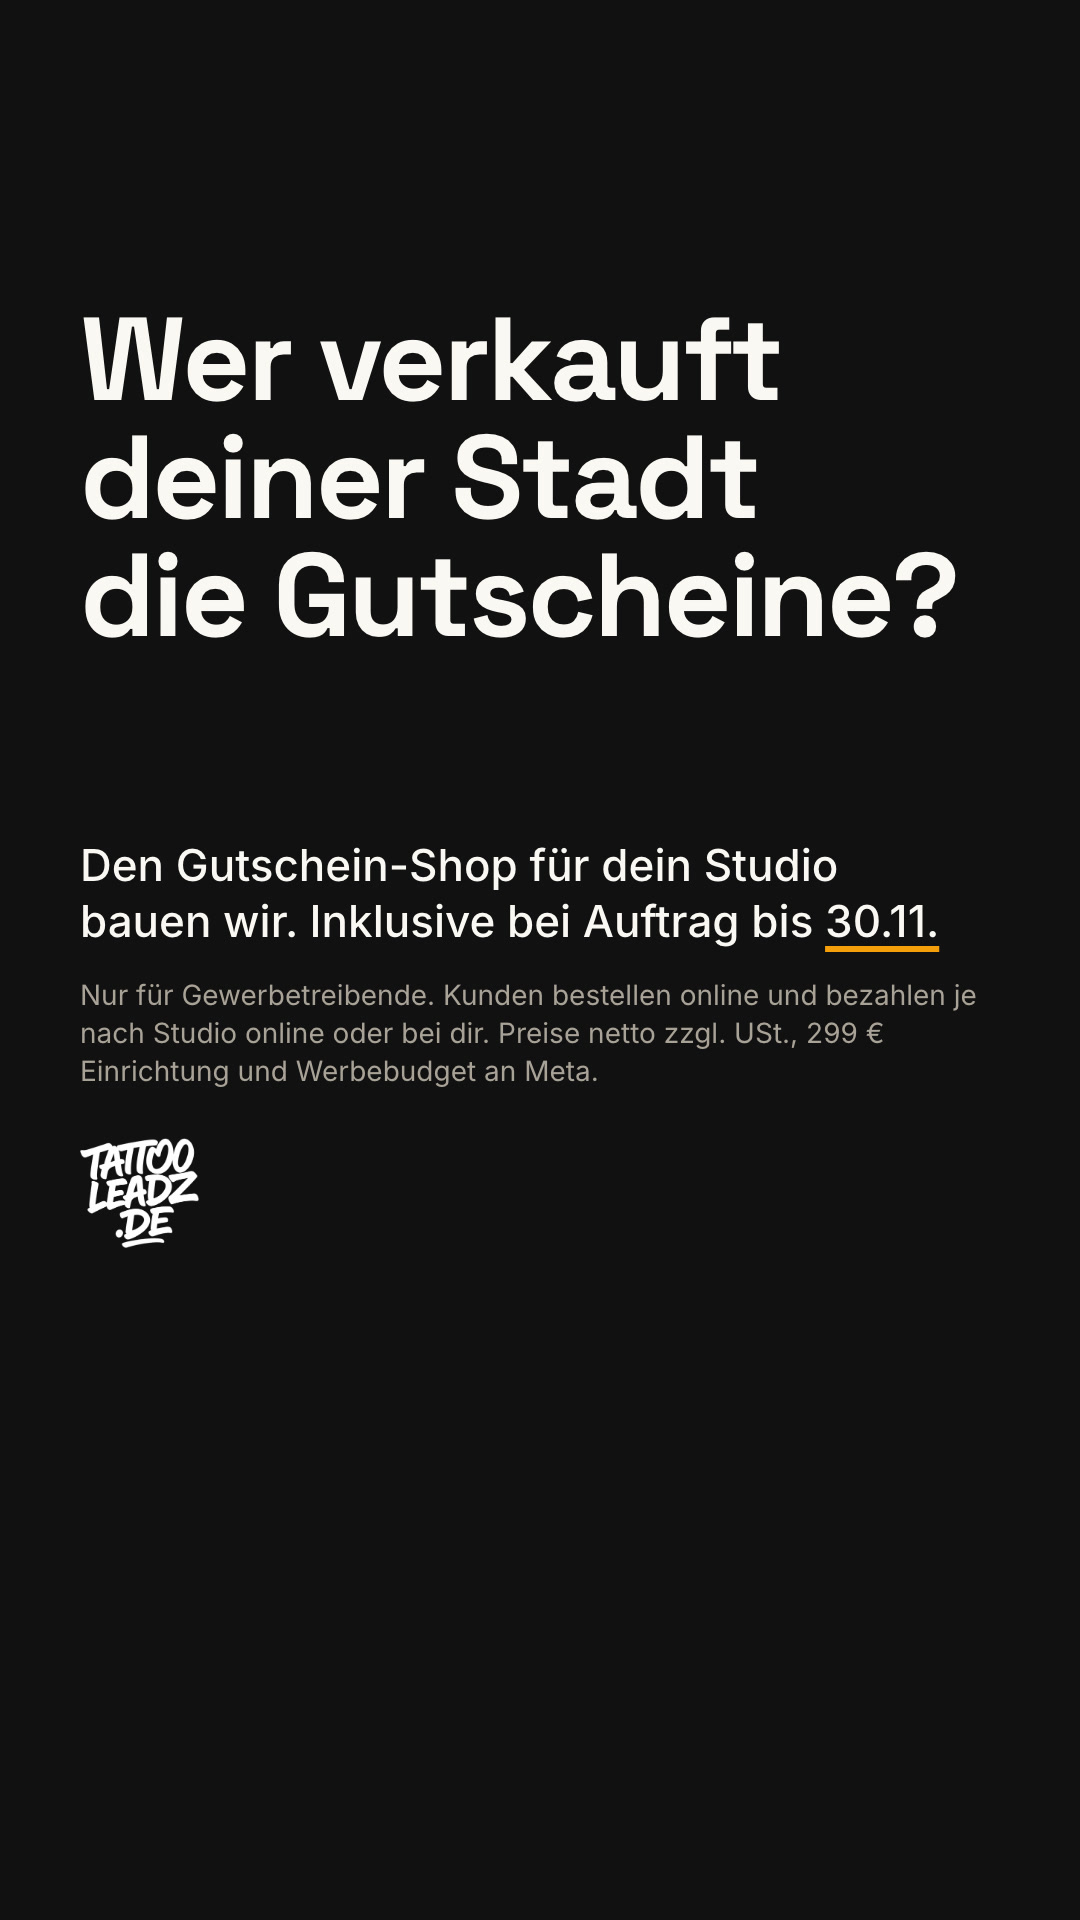 Wer verkauft
deiner Stadt
die Gutscheine?
Den Gutschein-Shop für dein Studio
bauen wir. Inklusive bei Auftrag bis 30.11.
Nur für Gewerbetreibende. Kunden bestellen online und bezahlen je
nach Studio online oder bei dir. Preise netto zzgl. USt., 299 €
Einrichtung und Werbebudget an Meta.
TATTOO
LEADZ
.DE